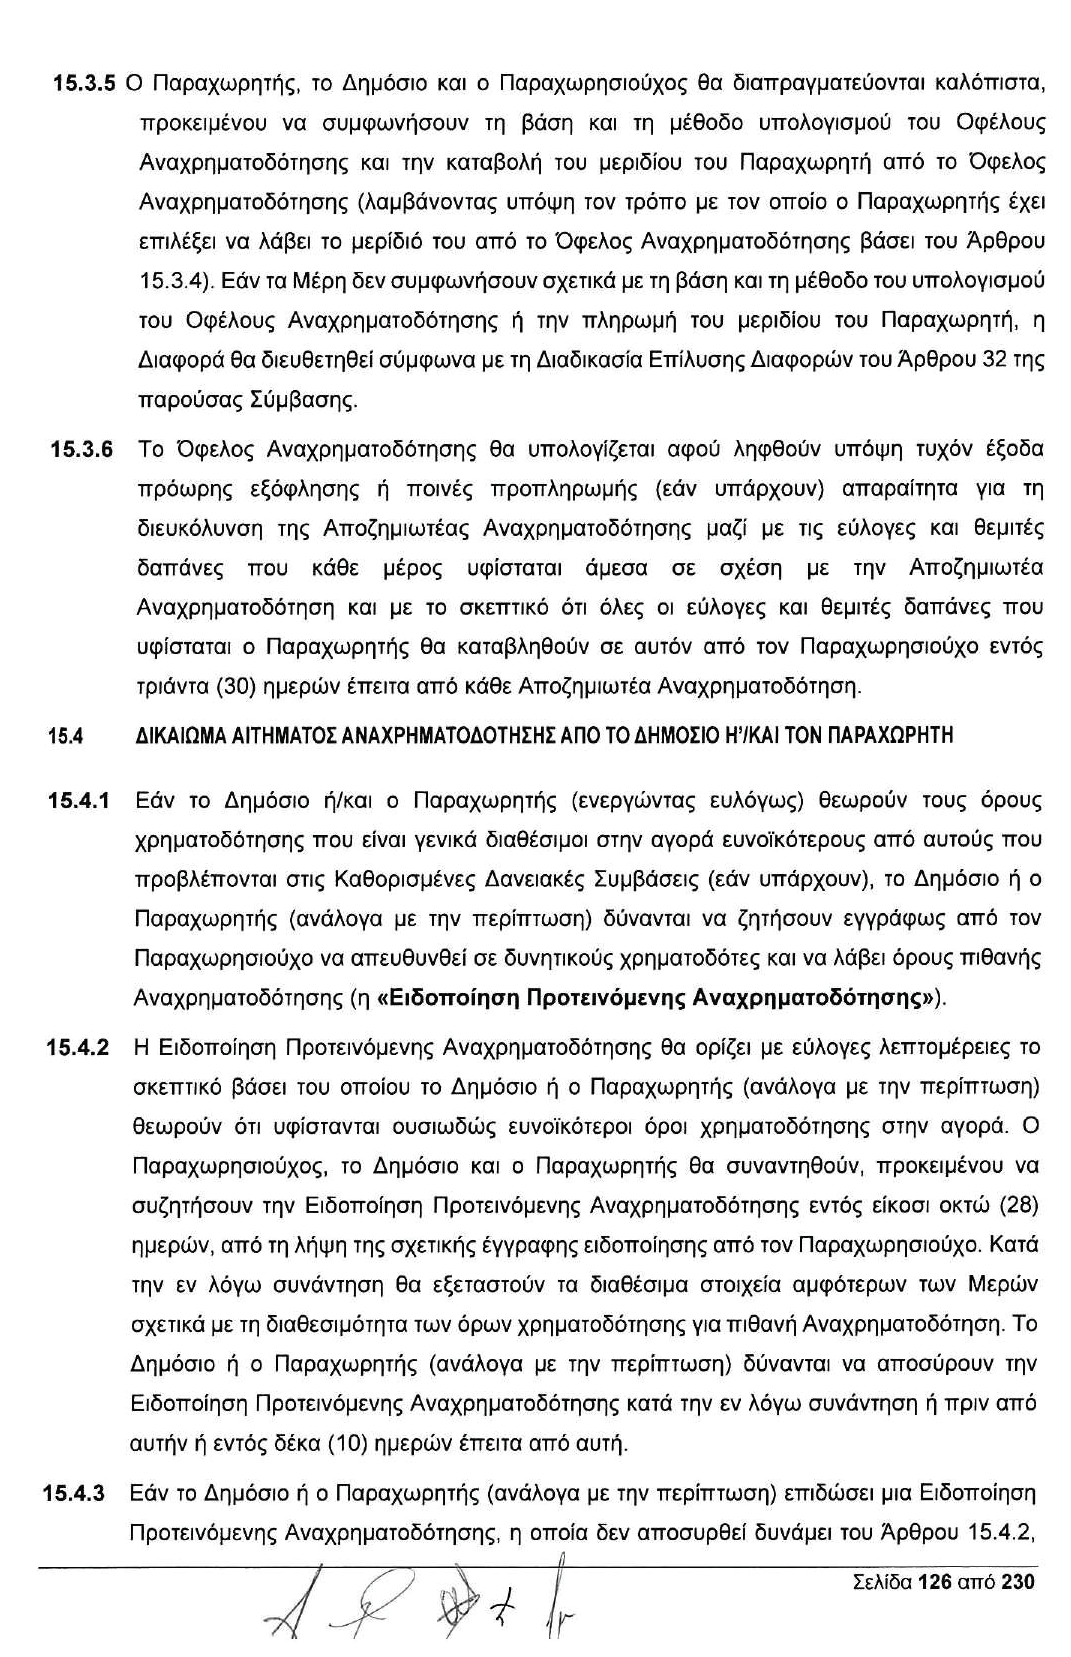 15.3.5 Ο Παραχωρητής, το Δημόσιο και ο Παραχωρησιούχος θα διαπραγματεύονται καλόπιστα,
προκειμένου να συμφωνήσουν τη βάση και τη μέθοδο υπολογισμού του Οφέλους
Αναχρηματοδότησης και την καταβολή του μεριδίου του Παραχωρητή από το Όφελος
Αναχρηματοδότησης (λαμβάνοντας υπόψη τον τρόπο με τον οποίο ο Παραχωρητής έχει
επιλέξει να λάβει το μερίδιό του από το Όφελος Αναχρηματοδότησης βάσει του Άρθρου
15.3.4). Εάν τα Μέρη δεν συμφωνήσουν σχετικά με τη βάση και τη μέθοδο του υπολογισμού
του Οφέλους Αναχρηματοδότησης ή την πληρωμή του μεριδίου του Παραχωρητή, η
Διαφορά θα διευθετηθεί σύμφωνα με τη Διαδικασία Επίλυσης Διαφορών του Άρθρου 32 της
παρούσας Σύμβασης.
15.3.6 Το Όφελος Αναχρηματοδότησης θα υπολογίζεται αφού ληφθούν υπόψη τυχόν έξοδα
πρόωρης εξόφλησης ή ποινές προπληρωμής (εάν υπάρχουν) απαραίτητα για τη
διευκόλυνση της Αποζημιωτέας Αναχρηματοδότησης μαζί με τις εύλογες και θεμιτές
δαπάνες που κάθε μέρος υφίσταται άμεσα σε σχέση με την Αποζημιωτέα
Αναχρηματοδότηση και με το σκεπτικό ότι όλες οι εύλογες και θεμιτές δαπάνες που
υφίσταται ο Παραχωρητής θα καταβληθούν σε αυτόν από τον Παραχωρησιούχο εντός
τριάντα (30) ημερών έπειτα από κάθε Αποζημιωτέα Αναχρηματοδότηση.
15.4 ΔΙΚΑΙΩΜΑ ΑΙΤΗΜΑΤΟΣ ΑΝΑΧΡΗΜΑΤΟΔΟΤΗΣΗΣ ΑΠΟ ΤΟ ΔΗΜΟΣΙΟ Η’/ΚΑΙ ΤΟΝ ΠΑΡΑΧΩΡΗΤΗ
15.4.1 Εάν το Δημόσιο ή/και ο Παραχωρητής (ενεργώντας ευλόγως) θεωρούν τους όρους
χρηματοδότησης που είναι γενικά διαθέσιμοι στην αγορά ευνοϊκότερους από αυτούς που
προβλέπονται στις Καθορισμένες Δανειακές Συμβάσεις (εάν υπάρχουν), το Δημόσιο ή ο
Παραχωρητής (ανάλογα με την περίπτωση) δύνανται να ζητήσουν εγγράφως από τον
Παραχωρησιούχο να απευθυνθεί σε δυνητικούς χρηματοδότες και να λάβει όρους πιθανής
Αναχρηματοδότησης (η «Ειδοποίηση Προτεινόμενης Αναχρηματοδότησης»).
15.4.2 Η Ειδοποίηση Προτεινόμενης Αναχρηματοδότησης θα ορίζει με εύλογες λεπτομέρειες το
σκεπτικό βάσει του οποίου το Δημόσιο ή ο Παραχωρητής (ανάλογα με την περίπτωση)
θεωρούν ότι υφίστανται ουσιωδώς ευνοϊκότεροι όροι χρηματοδότησης στην αγορά. Ο
Παραχωρησιούχος, το Δημόσιο και ο Παραχωρητής θα συναντηθούν, προκειμένου να
συζητήσουν την Ειδοποίηση Προτεινόμενης Αναχρηματοδότησης εντός είκοσι οκτώ (28)
ημερών, από τη λήψη της σχετικής έγγραφης ειδοποίησης από τον Παραχωρησιούχο. Κατά
την εν λόγω συνάντηση θα εξεταστούν τα διαθέσιμα στοιχεία αμφότερων των Μερών
σχετικά με τη διαθεσιμότητα των όρων χρηματοδότησης για πιθανή Αναχρηματοδότηση. Το
Δημόσιο ή ο Παραχωρητής (ανάλογα με την περίπτωση) δύνανται να αποσύρουν την
Ειδοποίηση Προτεινόμενης Αναχρηματοδότησης κατά την εν λόγω συνάντηση ή πριν από
αυτήν ή εντός δέκα (10) ημερών έπειτα από αυτή.
15.4.3 Εάν το Δημόσιο ή ο Παραχωρητής (ανάλογα με την περίπτωση) επιδώσει μια Ειδοποίηση
Προτεινόμενης Αναχρηματοδότησης, η οποία δεν αποσυρθεί δυνάμει του Άρθρου 15.4.2,
Σελίδα 126 από 230